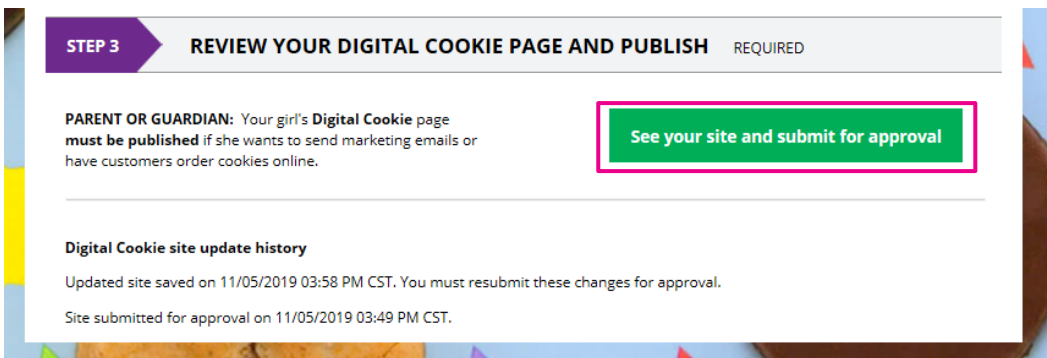 STEP 3 REVIEW YOUR DIGITAL COOKIE PAGE AND PUBLISH REQUIRED
PARENT OR GUARDIAN: Your girl's Digital Cookie page
must be published if she wants to send marketing emails or
have customers order cookies online.
See your site and submit for approval
Digital Cookie site update history
Updated site saved on 11/05/2019 03:58 PM CST. You must resubmit these changes for approval.
Site submitted for approval on 11/05/2019 03:49 PM CST.